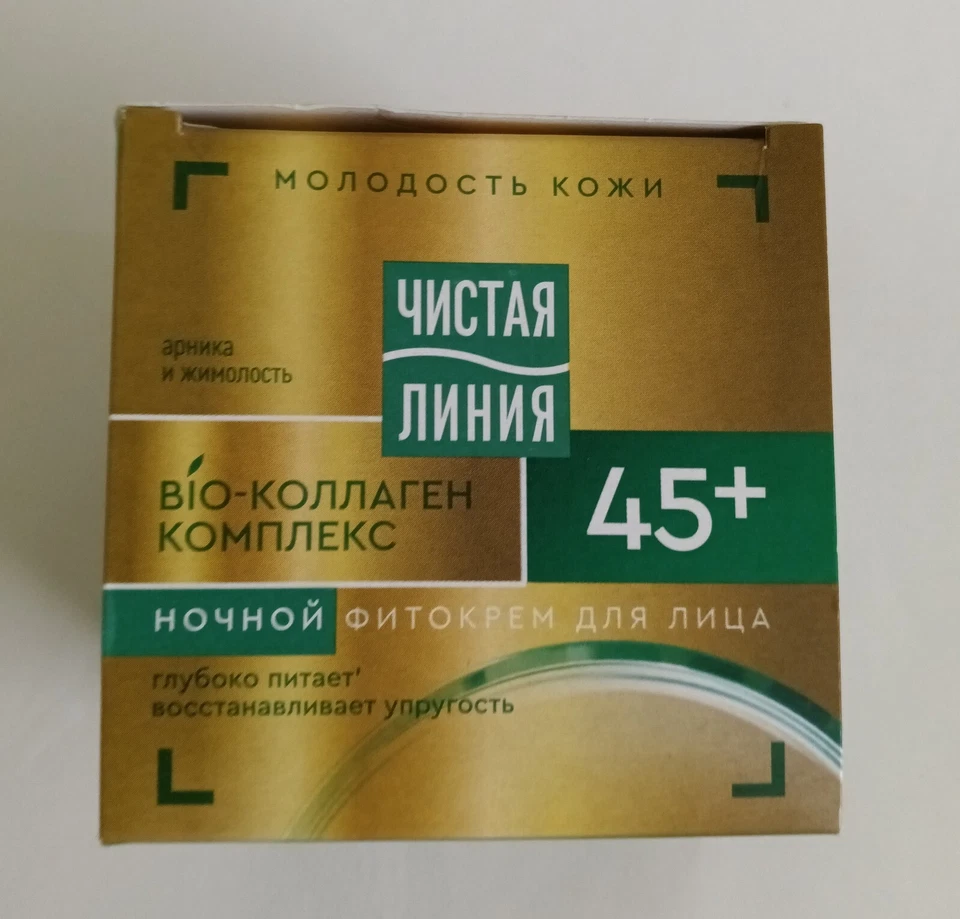 МОЛОДОСТЬ КОЖИ
ЧИСТАЯ
ЛИНИЯ
арника
и жимолость
BIO-КОЛЛАГЕН
КОМПЛЕКС
45+
НОЧНОЙ ФИТОКРЕМ ДЛЯ ЛИЦА
глубоко питает'
восстанавливает упругость